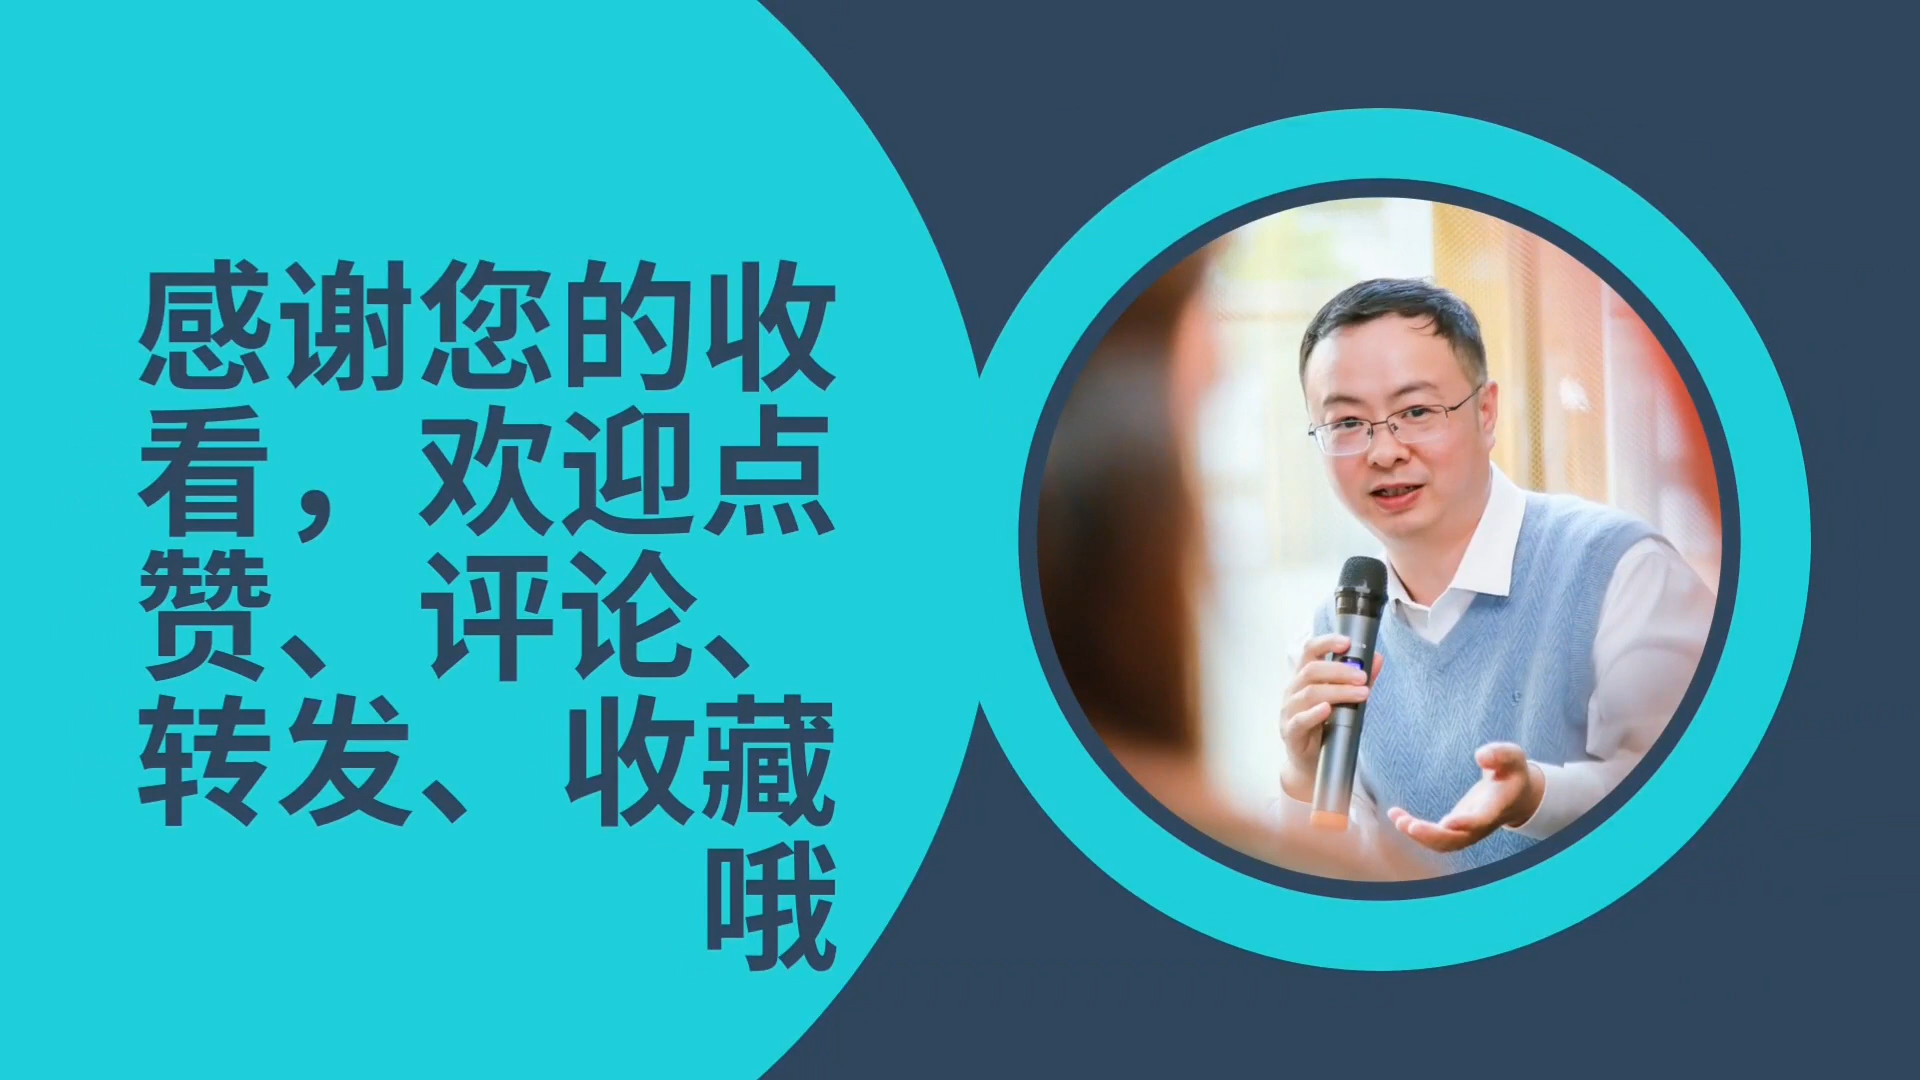 感谢您的收
看，欢迎点
赞、评论、
转发、收藏
哦